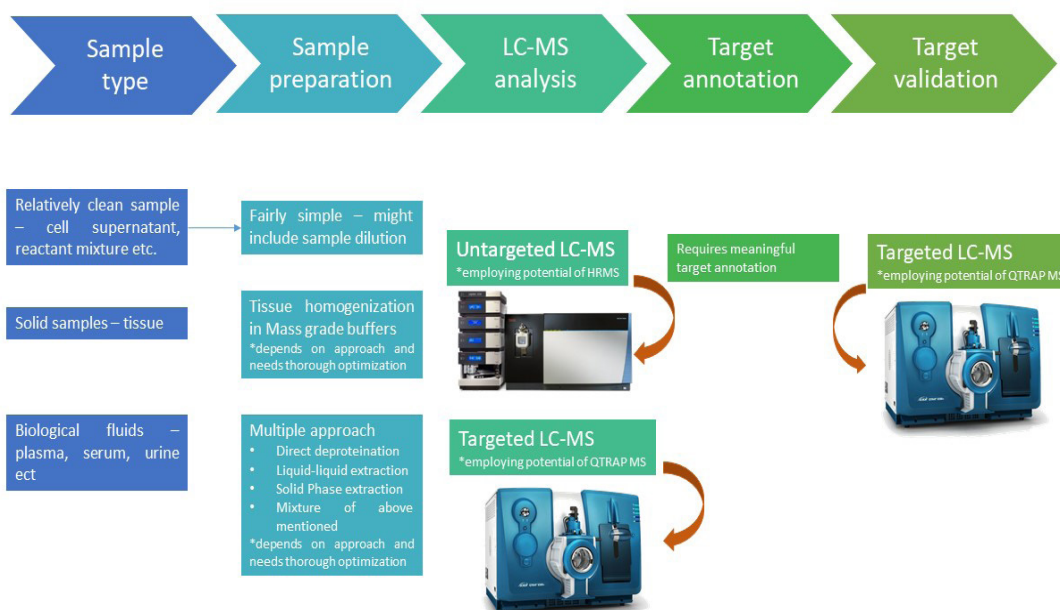 Sample
type
Sample
preparation
LC-MS
analysis
Target
annotation
Target
validation
Relatively clean sample
– cell supernatant,
reactant mixture etc.
Fairly simple – might
include sample dilution
Untargeted LC-MS
*employing potential of HRMS
Requires meaningful
target annotation
Targeted LC-MS
*employing potential of QTRAP MS
Solid samples – tissue
Tissue homogenization
in Mass grade buffers
*depends on approach and
needs thorough optimization
Biological fluids –
plasma, serum, urine
ect
Multiple approach
• Direct deproteination
• Liquid-liquid extraction
• Solid Phase extraction
• Mixture of above
mentioned
*depends on approach and
needs thorough optimization
Targeted LC-MS
*employing potential of QTRAP MS